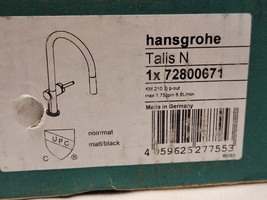 hansgrohe
Talis N
1x 72800671
KM 210 2j p-out
max 1.75gpm 6.6L/min
Made in Germany
UPC
C ®
noir/mat
matt/black
4 059625 277553